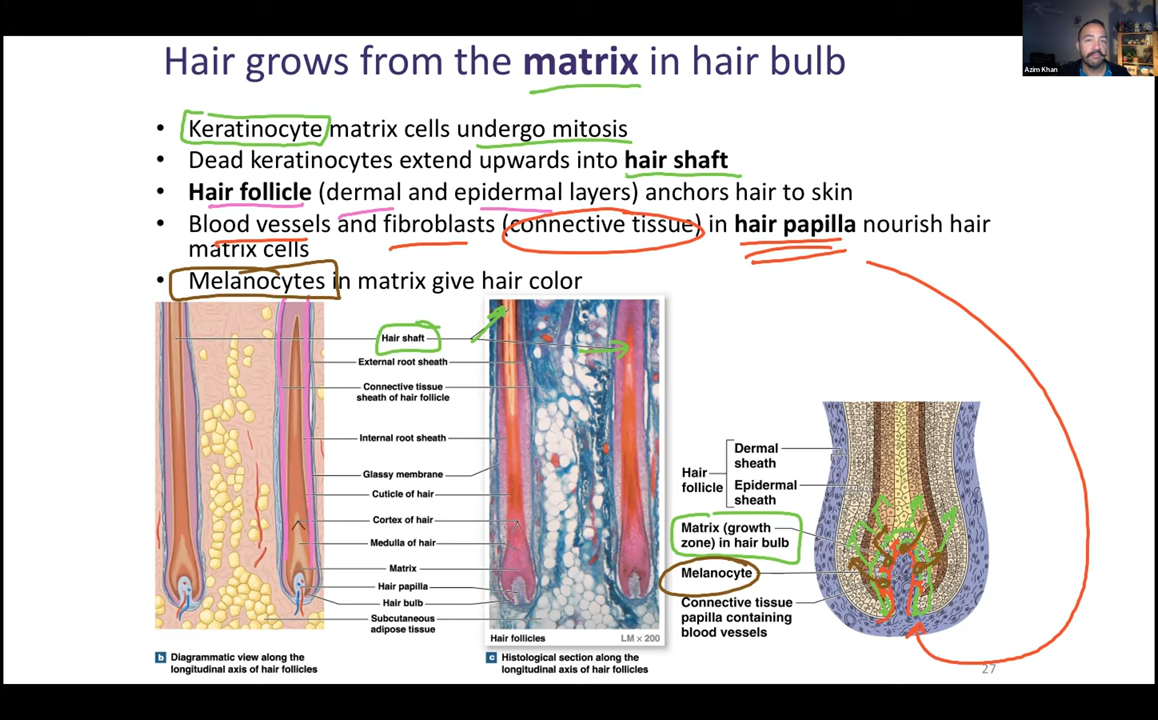 Azim Khan
Hair grows from the matrix in hair bulb
• Keratinocyte matrix cells undergo mitosis
• Dead keratinocytes extend upwards into hair shaft
• Hair follicle (dermal and epidermal layers) anchors hair to skin
• Blood vessels and fibroblasts (connective tissue) in hair papilla nourish hair
matrix cells
• Melanocytes in matrix give hair color
Hair shaft
External root sheath
Connective tissue
sheath of hair follicle
Internal root sheath
Glassy membrane
Cuticle of hair
Cortex of hair
Medulla of hair
Matrix
Hair papilla
Hair bulb
Subcutaneous
adipose tissue
Hair follicles
LM × 200
b Diagrammatic view along the
longitudinal axis of hair follicles
c Histological section along the
longitudinal axis of hair follicles
Hair
follicle
Dermal
sheath
Epidermal
sheath
Matrix (growth
zone) in hair bulb
Melanocyte
Connective tissue
papilla containing
blood vessels
27